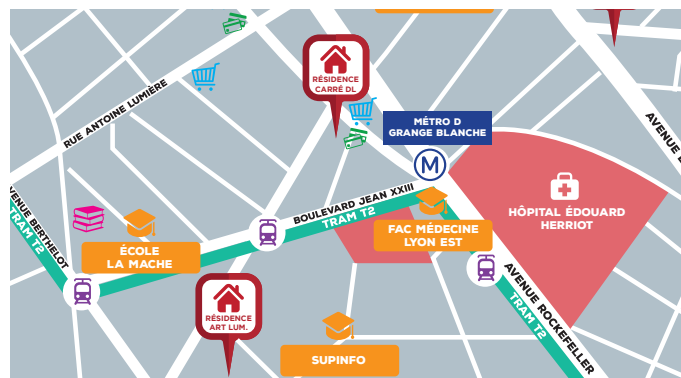 RÉSIDENCE
CARRÉ DL
RUE ANTOINE LUMIÈRE
MÉTRO D
GRANGE BLANCHE
M
AVENUE
BOULEVARD JEAN XXIII
TRAM T2
HÔPITAL ÉDOUARD
HERRIOT
AVENUE BERTHELOT
TRAM T2
FAC MÉDECINE
LYON EST
ÉCOLE
LA MACHE
AVENUE ROCKEFELLER
TRAM T2
RÉSIDENCE
ART LUM.
SUPINFO